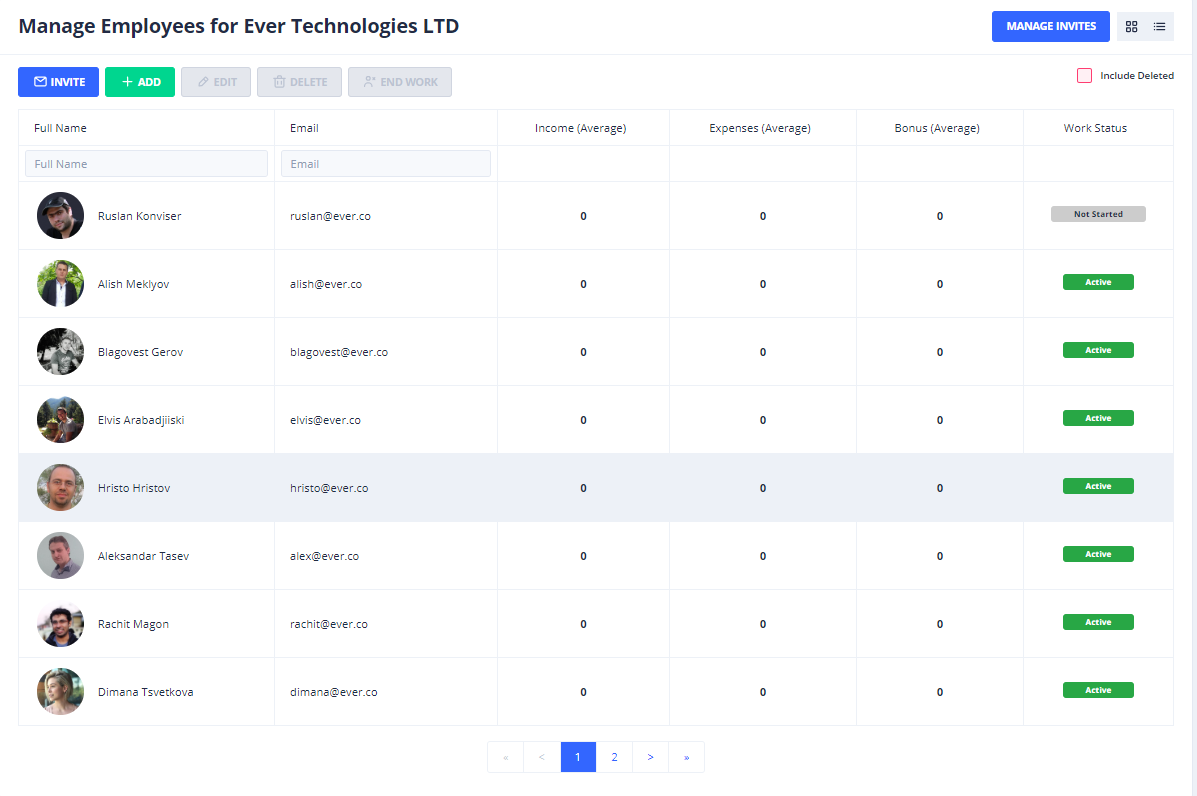 Manage Employees for Ever Technologies LTD
MANAGE INVITES
INVITE ADD EDIT DELETE END WORK
Include Deleted
Full Name Email Income (Average) Expenses (Average) Bonus (Average) Work Status
Full Name Email
Ruslan Konviser ruslan@ever.co 0 0 0 Not Started
Alish Meklyov alish@ever.co 0 0 0 Active
Blagovest Gerov blagovest@ever.co 0 0 0 Active
Elvis Arabadjiiski elvis@ever.co 0 0 0 Active
Hristo Hristov hristo@ever.co 0 0 0 Active
Aleksandar Tasev alex@ever.co 0 0 0 Active
Rachit Magon rachit@ever.co 0 0 0 Active
Dimana Tsvetkova dimana@ever.co 0 0 0 Active
« < 1 2 > »